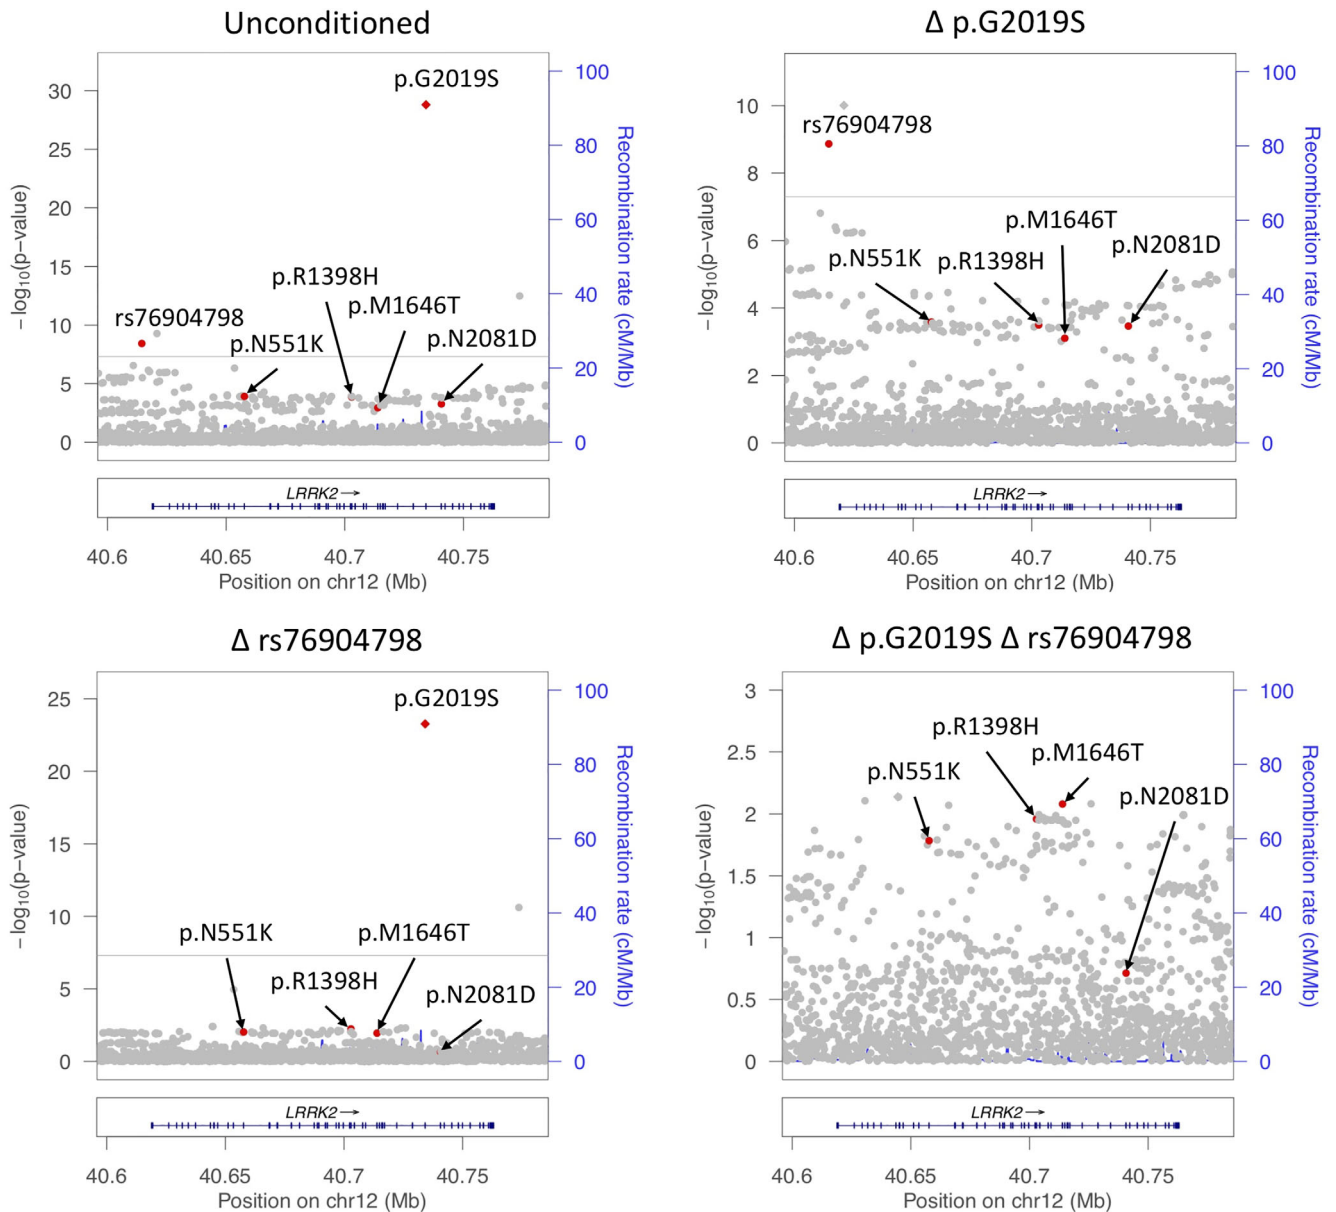 Unconditioned
p.G2019S
p.R1398H
p.M1646T
rs76904798
p.N551K
p.N2081D
− log10(p−value)
0
5
10
15
20
25
30
Recombination rate (cM/Mb)
0
20
40
60
80
100
LRRK2
40.6 40.65 40.7 40.75
Position on chr12 (Mb)
Δ p.G2019S
rs76904798
p.M1646T
p.N551K
p.R1398H
p.N2081D
− log10(p−value)
0
2
4
6
8
10
Recombination rate (cM/Mb)
0
20
40
60
80
100
LRRK2
40.6 40.65 40.7 40.75
Position on chr12 (Mb)
Δ rs76904798
p.G2019S
p.N551K
p.M1646T
p.R1398H
p.N2081D
− log10(p−value)
0
5
10
15
20
25
Recombination rate (cM/Mb)
0
20
40
60
80
100
LRRK2
40.6 40.65 40.7 40.75
Position on chr12 (Mb)
Δ p.G2019S Δ rs76904798
p.R1398H
p.M1646T
p.N551K
p.N2081D
− log10(p−value)
0
0.5
1
1.5
2
2.5
3
Recombination rate (cM/Mb)
0
20
40
60
80
100
LRRK2
40.6 40.65 40.7 40.75
Position on chr12 (Mb)